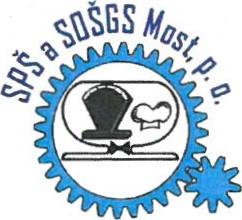 SPŠ a SOŠGS Most, p. o.